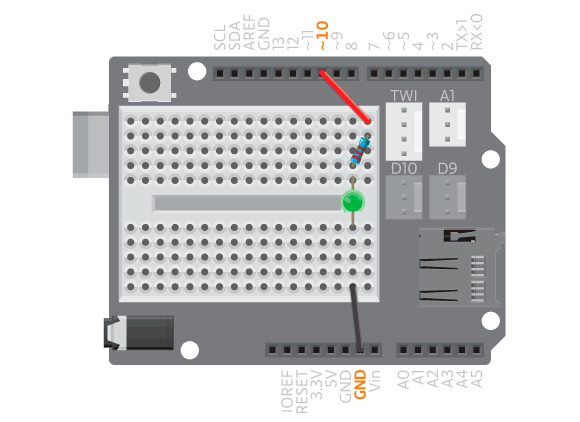 SCL
SDA
AREF
GND
13
12
~11
~10
~9
8
7
~6
~5
4
~3
2
TX>1
RX<0
TWI
A1
D10
D9
IOREF
RESET
3.3V
5V
GND
GND
Vin
A0
A1
A2
A3
A4
A5